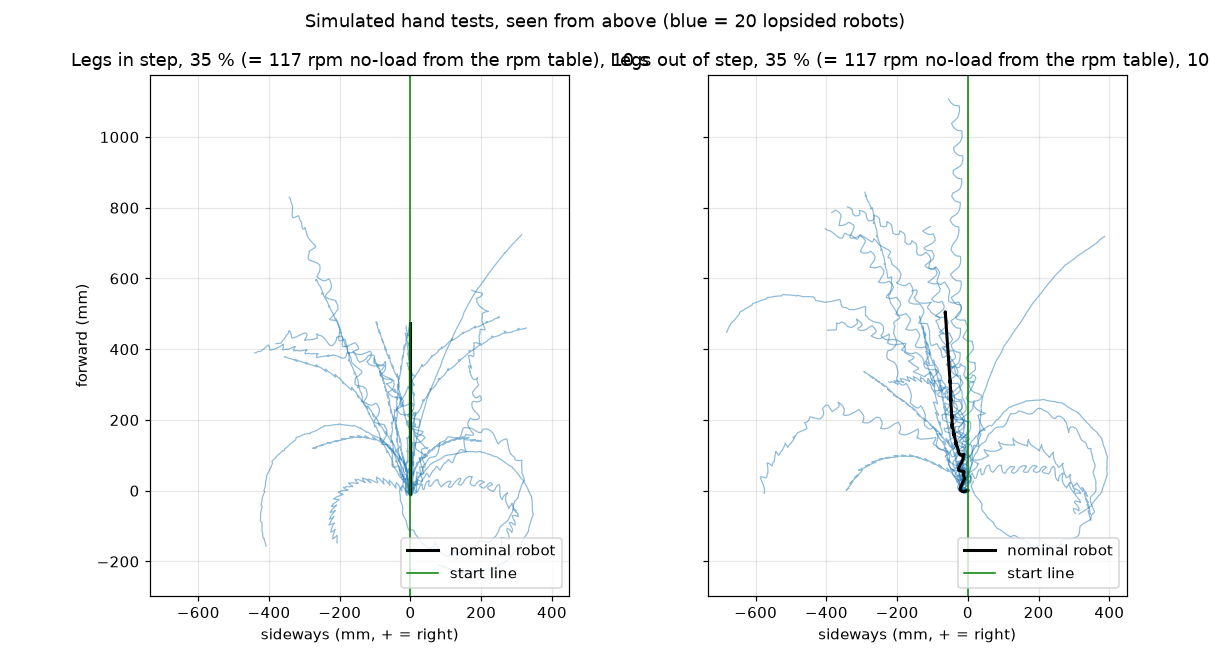 Simulated hand tests, seen from above (blue = 20 lopsided robots)
Legs in step, 35 % (= 117 rpm no-load from the rpm table), 10 s
Legs out of step, 35 % (= 117 rpm no-load from the rpm table), 10
1000
800
600
400
200
0
−200
forward (mm)
−600 −400 −200 0 200 400
sideways (mm, + = right)
nominal robot
start line
−600 −400 −200 0 200 400
sideways (mm, + = right)
nominal robot
start line